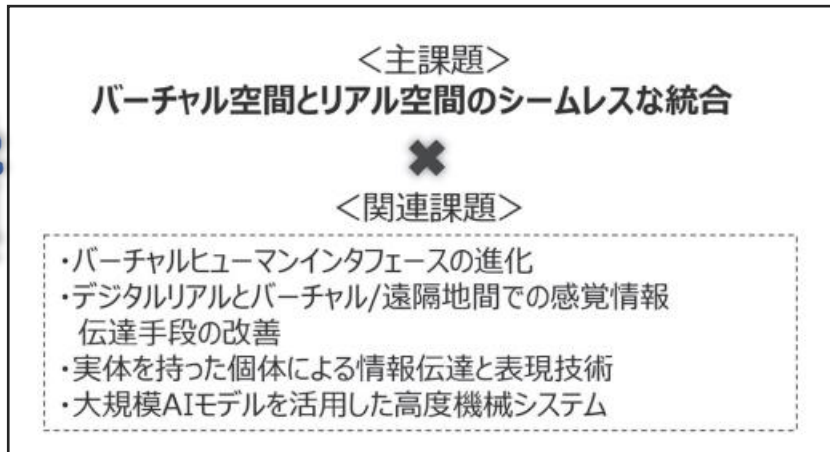 ＜主課題＞
バーチャル空間とリアル空間のシームレスな統合
✖
＜関連課題＞
・バーチャルヒューマンインタフェースの進化
・デジタルリアルとバーチャル/遠隔地間での感覚情報
伝達手段の改善
・実体を持った個体による情報伝達と表現技術
・大規模AIモデルを活用した高度機械システム